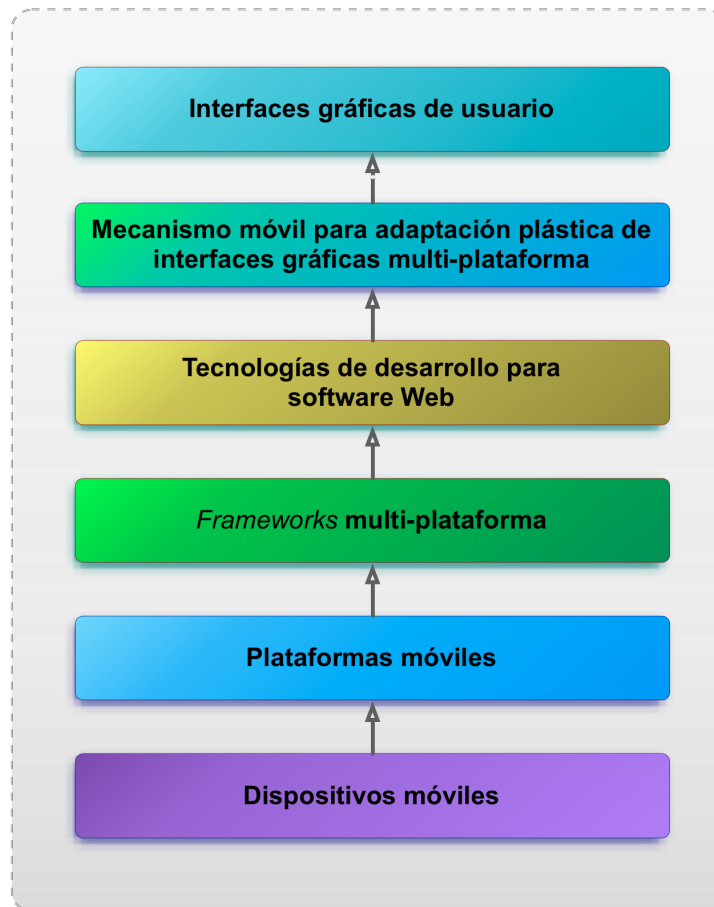 Interfaces gráficas de usuario
Mecanismo móvil para adaptación plástica de
interfaces gráficas multi-plataforma
Tecnologías de desarrollo para
software Web
Frameworks multi-plataforma
Plataformas móviles
Dispositivos móviles